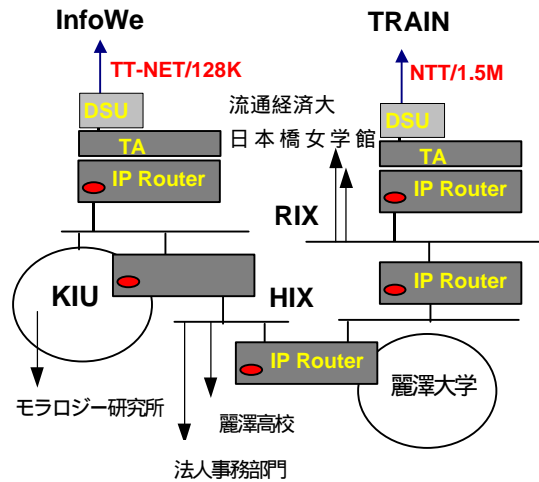 InfoWe
TRAIN
TT-NET/128K
NTT/1.5M
流通経済大
日本橋女学館
DSU
TA
IP Router
DSU
TA
IP Router
RIX
KIU
HIX
IP Router
IP Router
麗澤大学
モラロジー研究所
麗澤高校
法人事務部門